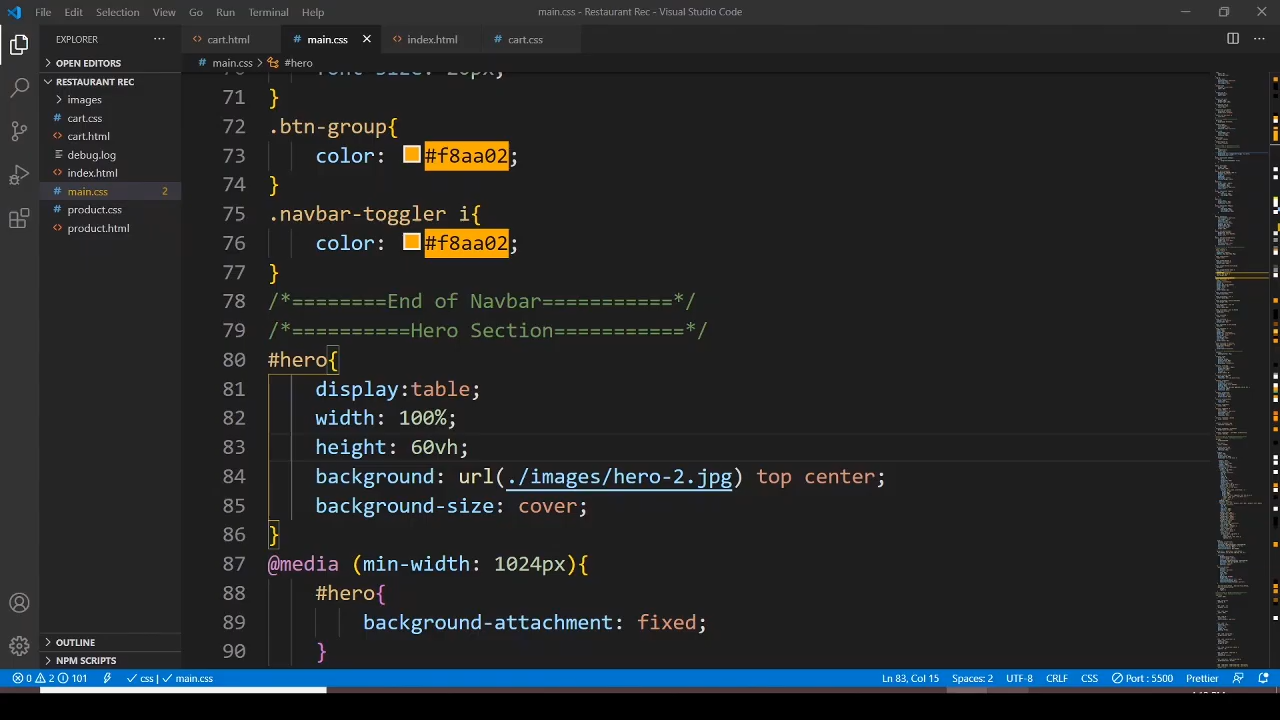 File Edit Selection View Go Run Terminal Help
main.css - Restaurant Rec - Visual Studio Code
EXPLORER
OPEN EDITORS
RESTAURANT REC
images
cart.css
cart.html
debug.log
index.html
main.css 2
product.css
product.html
OUTLINE
NPM SCRIPTS
cart.html main.css index.html cart.css
main.css #hero
71 }
72 .btn-group{
73 color: #f8aa02;
74 }
75 .navbar-toggler i{
76 color: #f8aa02;
77 }
78 /*========End of Navbar===========*/
79 /*==========Hero Section===========*/
80 #hero{
81 display:table;
82 width: 100%;
83 height: 60vh;
84 background: url(./images/hero-2.jpg) top center;
85 background-size: cover;
86 }
87 @media (min-width: 1024px){
88 #hero{
89 background-attachment: fixed;
90 }
0 2 101 css | main.css Ln 83, Col 15 Spaces: 2 UTF-8 CRLF CSS Port : 5500 Prettier